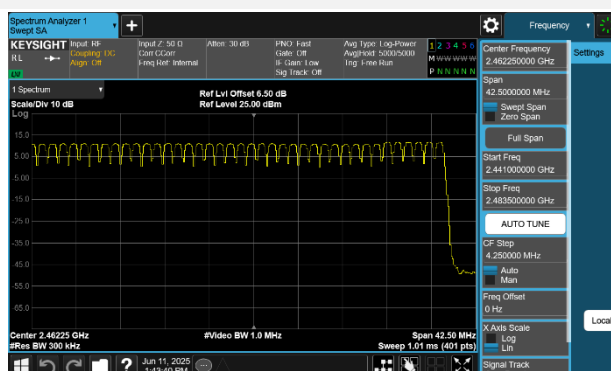 Spectrum Analyzer 1
Swept SA
+
Frequency
KEYSIGHT
RL
Input: RF
Coupling: DC
Align: Off
Input Z: 50 Ω
Corr CCorr
Freq Ref: Internal
Atten: 30 dB
PNO: Fast
Gate: Off
IF Gain: Low
Sig Track: Off
Avg Type: Log-Power
Avg|Hold: 5000/5000
Trig: Free Run
1 2 3 4 5 6
M W W W W W
P N N N N N
1 Spectrum
Scale/Div 10 dB
Log
Ref Lvl Offset 6.50 dB
Ref Level 25.00 dBm
15.0
5.00
-5.00
-15.0
-25.0
-35.0
-45.0
-55.0
-65.0
Center 2.46225 GHz
#Res BW 300 kHz
#Video BW 1.0 MHz
Span 42.50 MHz
Sweep 1.01 ms (401 pts)
Jun 11, 2025
1:43:40 PM
?
Center Frequency
2.462250000 GHz
Settings
Span
42.5000000 MHz
Swept Span
Zero Span
Full Span
Start Freq
2.441000000 GHz
Stop Freq
2.483500000 GHz
AUTO TUNE
CF Step
4.250000 MHz
Auto
Man
Freq Offset
0 Hz
Local
X Axis Scale
Log
Lin
Signal Track